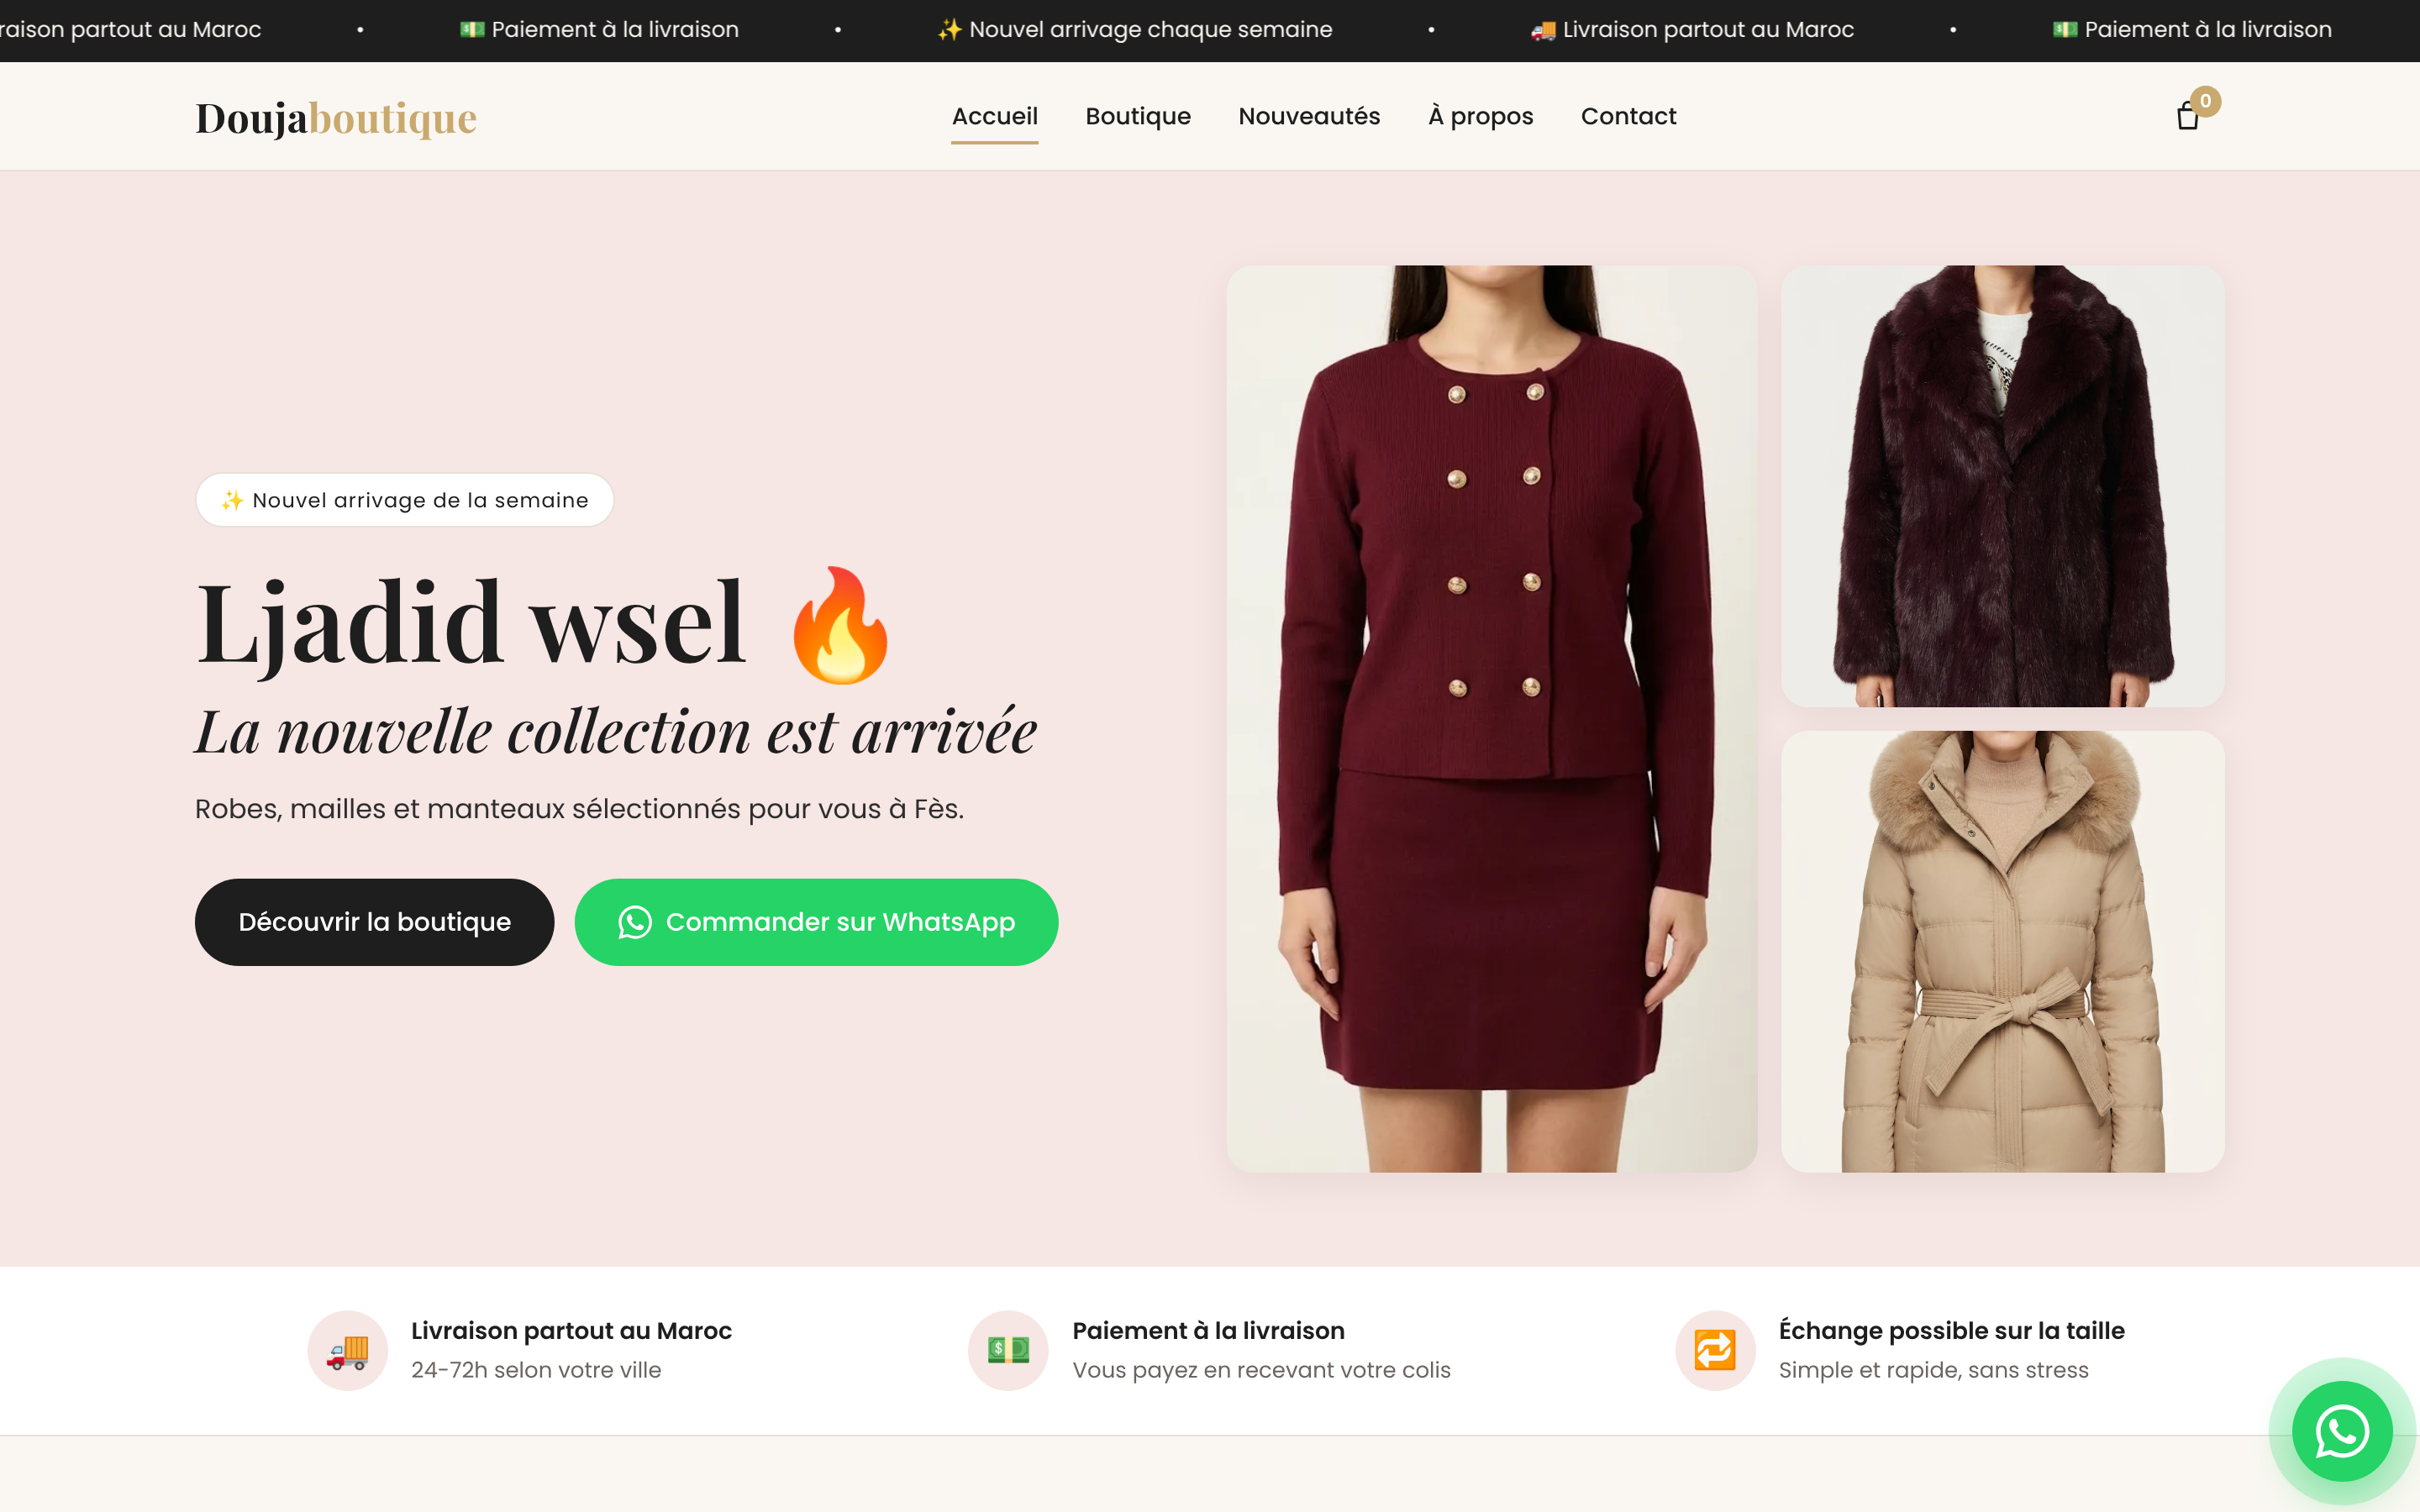 raison partout au Maroc • 💵 Paiement à la livraison • ✨ Nouvel arrivage chaque semaine • 🚚 Livraison partout au Maroc • 💵 Paiement à la livraison
Doujaboutique
Accueil Boutique Nouveautés À propos Contact
0
✨ Nouvel arrivage de la semaine
Ljadid wsel 🔥
La nouvelle collection est arrivée
Robes, mailles et manteaux sélectionnés pour vous à Fès.
Découvrir la boutique
Commander sur WhatsApp
Livraison partout au Maroc
24-72h selon votre ville
Paiement à la livraison
Vous payez en recevant votre colis
Échange possible sur la taille
Simple et rapide, sans stress